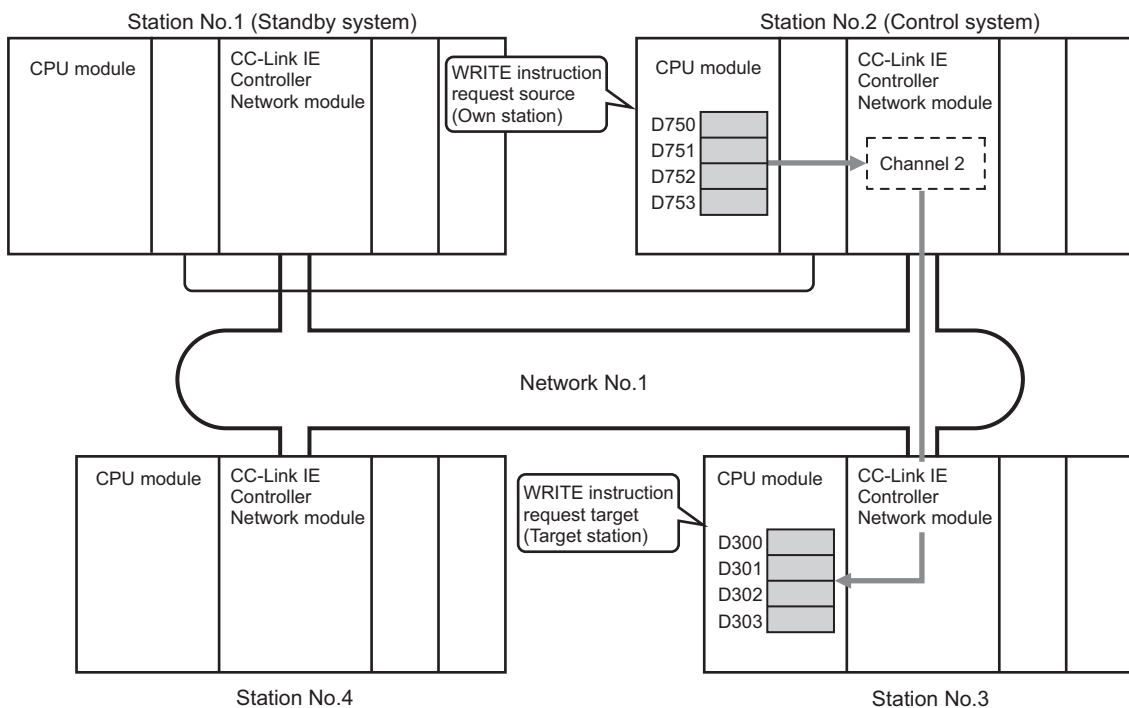 Station No.1 (Standby system)
Station No.2 (Control system)
CPU module
CC-Link IE
Controller
Network module
WRITE instruction
request source
(Own station)
CPU module
D750
D751
D752
D753
CC-Link IE
Controller
Network module
Channel 2
Network No.1
CPU module
CC-Link IE
Controller
Network module
WRITE instruction
request target
(Target station)
CPU module
D300
D301
D302
D303
CC-Link IE
Controller
Network module
Station No.4
Station No.3